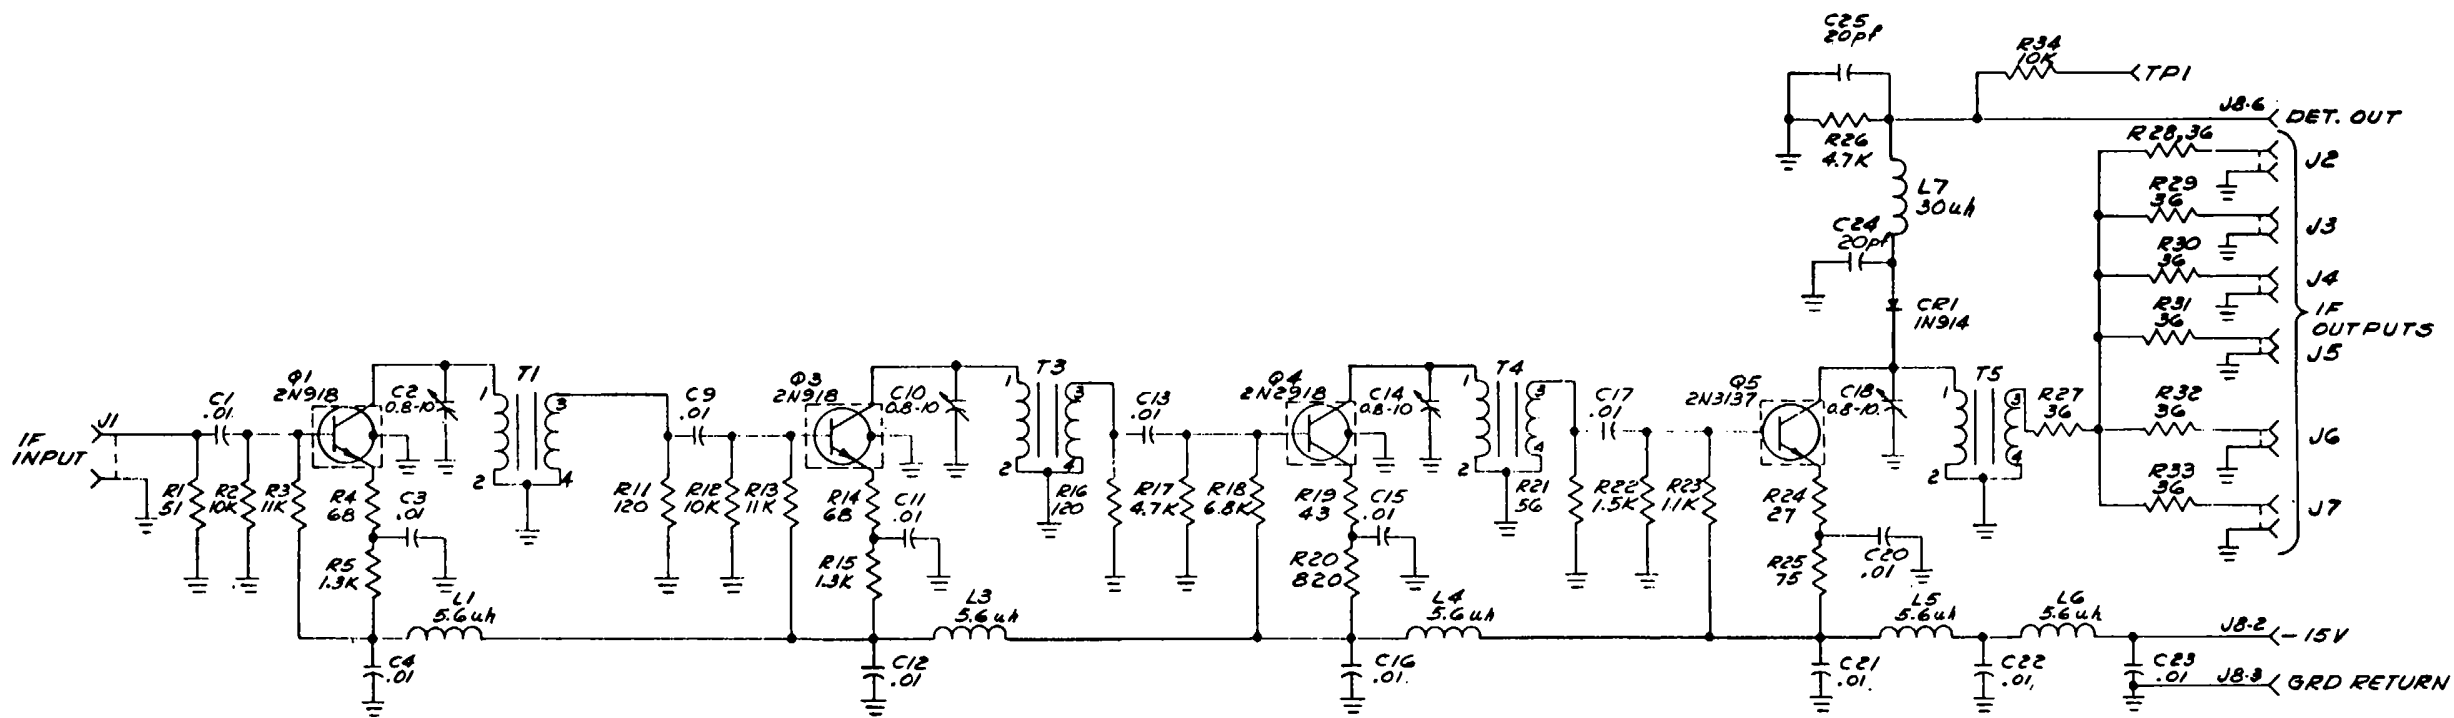 C25
20pf
R34
10K
TP1
J8-6
DET. OUT
R26
4.7K
R28,36
J2
L7
30uh
R29
36
J3
C24
20pf
R30
36
J4
CR1
1N914
R31
36
IF
OUTPUTS
J5
Q1
2N918
C2
0.8-10
1
T1
3
2
4
Q3
2N918
C10
0.8-10
1
T3
3
2
4
Q4
2N2918
C14
0.8-10
1
T4
3
2
4
Q5
2N3137
C18
0.8-10.
1
T5
3
2
4
R27
36
R32
36
J6
R33
36
J7
IF
INPUT
J1
C1
.01
C9
.01
C13
.01
C17
.01
R1
51
R2
10K
R3
11K
R4
68
C3
.01
R11
120
R12
10K
R13
11K
R14
68
C11
.01
R16
120
R17
4.7K
R18
6.8K
R19
43
C15
.01
R21
56
R22
1.5K
R23
1.1K
R24
27
R5
1.3K
R15
1.3K
R20
820
R25
75
C20
.01
L1
5.6uh
L3
5.6uh
L4
5.6uh
L5
5.6uh
L6
5.6uh
J8-2
-15V
C4
.01
C12
.01
C16
.01
C21
.01
C22
.01
C23
.01
J8-3
GRD RETURN